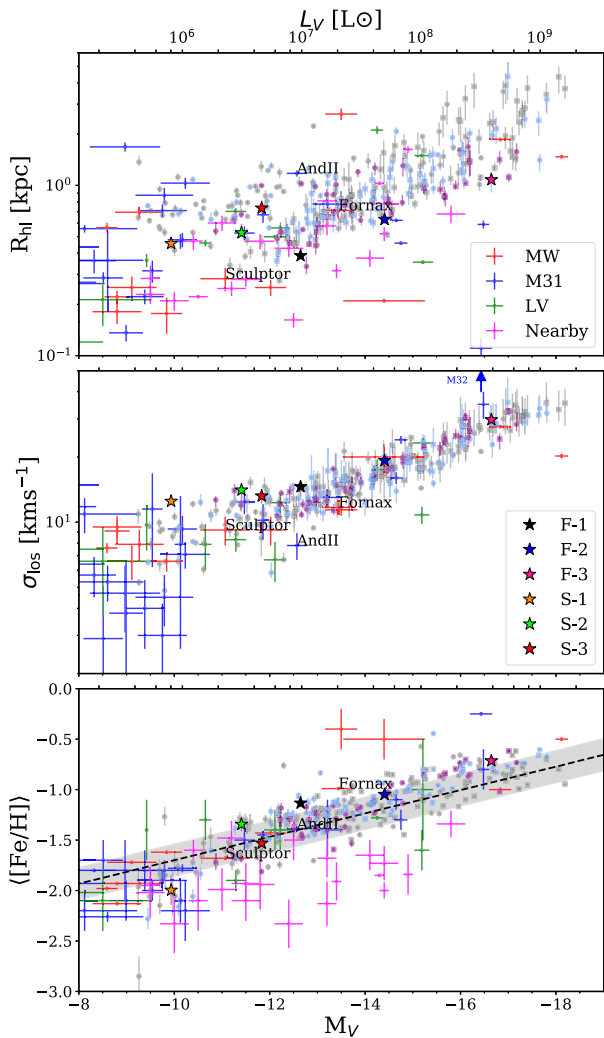 L_V [L⊙]
10^6 10^7 10^8 10^9
R_hl [kpc]
10^0
10^−1
AndII
Fornax
Sculptor
MW
M31
LV
Nearby
σ_los [kms^−1]
10^1
M32
Fornax
Sculptor
AndII
F-1
F-2
F-3
S-1
S-2
S-3
⟨[Fe/H]⟩
0.0
−0.5
−1.0
−1.5
−2.0
−2.5
−3.0
Fornax
AndII
Sculptor
−8 −10 −12 −14 −16 −18
M_V